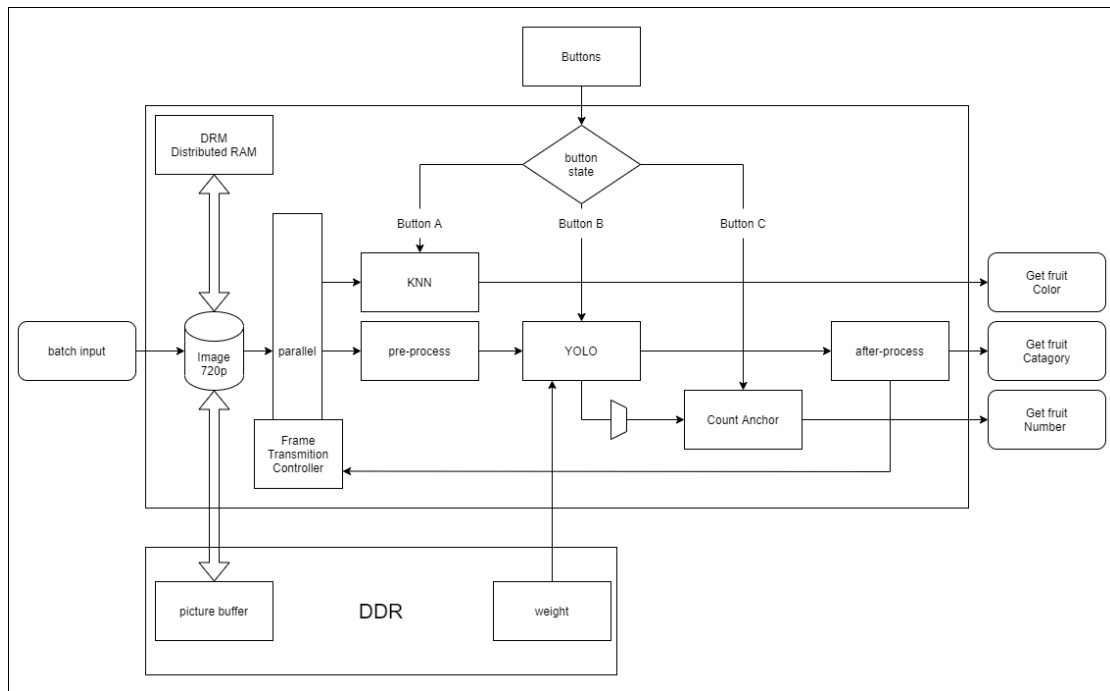 Buttons
DRM
Distributed RAM
button
state
Button A
Button B
Button C
KNN
Get fruit
Color
batch input
Image
720p
parallel
pre-process
YOLO
after-process
Get fruit
Catagory
Count Anchor
Get fruit
Number
Frame
Transmition
Controller
picture buffer
DDR
weight